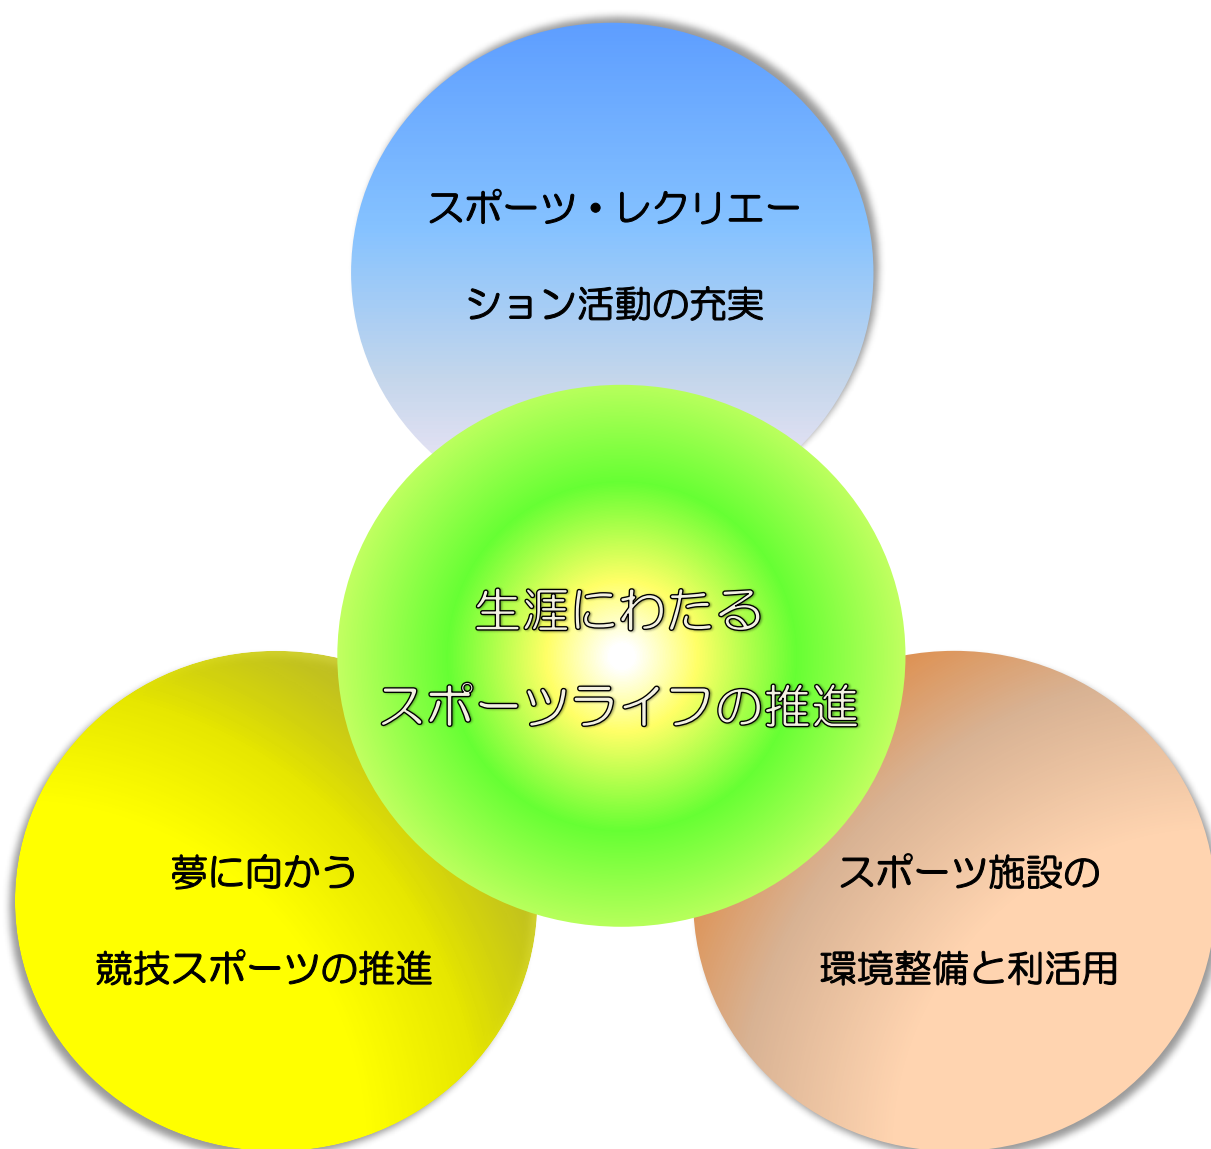 スポーツ・レクリエー
ション活動の充実
生涯にわたる
スポーツライフの推進
夢に向かう
競技スポーツの推進
スポーツ施設の
環境整備と利活用